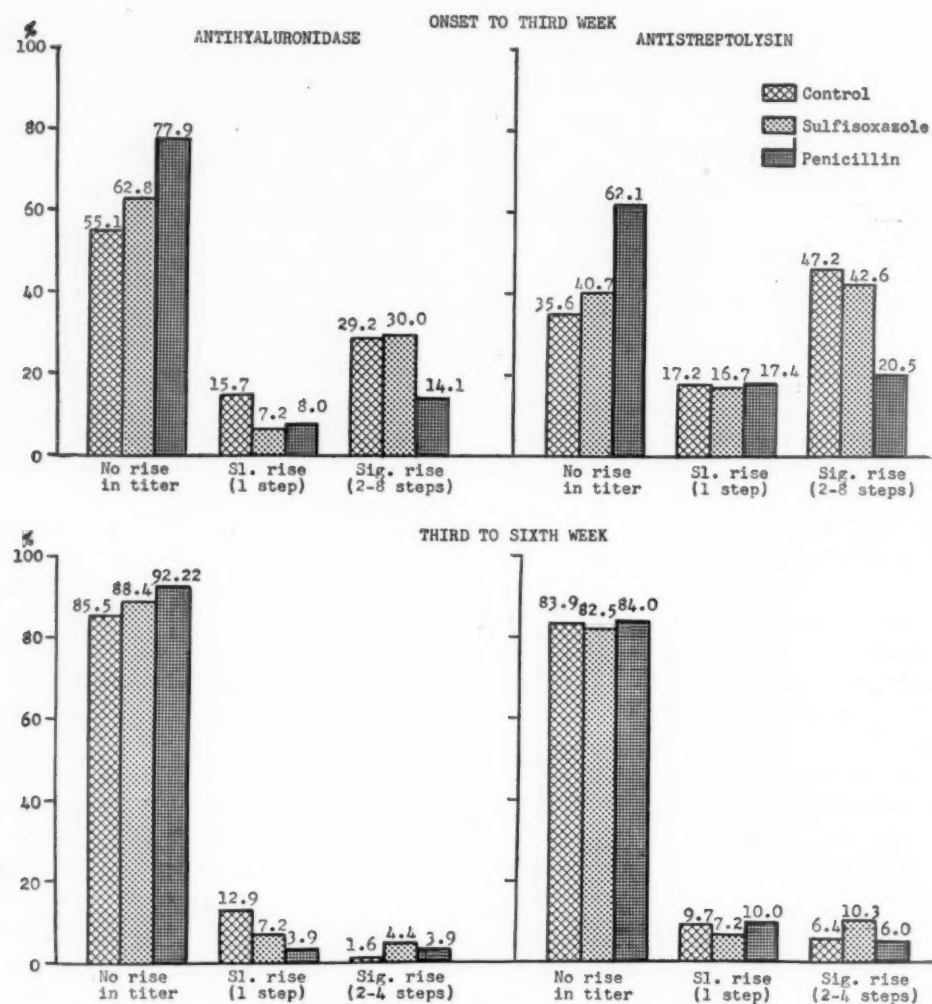 ONSET TO THIRD WEEK
ANTIHYALURONIDASE
ANTISTREPTOLYSIN
%
100
80
60
40
20
0
Control
Sulfisoxazole
Penicillin
55.1
62.8
77.9
15.7
7.2
8.0
29.2
30.0
14.1
35.6
40.7
62.1
17.2
16.7
17.4
47.2
42.6
20.5
No rise
in titer
Sl. rise
(1 step)
Sig. rise
(2-8 steps)
No rise
in titer
Sl. rise
(1 step)
Sig. rise
(2-8 steps)
THIRD TO SIXTH WEEK
%
100
80
60
40
20
0
85.5
88.4
92.22
12.9
7.2
3.9
1.6
4.4
3.9
83.9
82.5
84.0
9.7
7.2
10.0
6.4
10.3
6.0
No rise
in titer
Sl. rise
(1 step)
Sig. rise
(2-4 steps)
No rise
in titer
Sl. rise
(1 step)
Sig. rise
(2-4 steps)